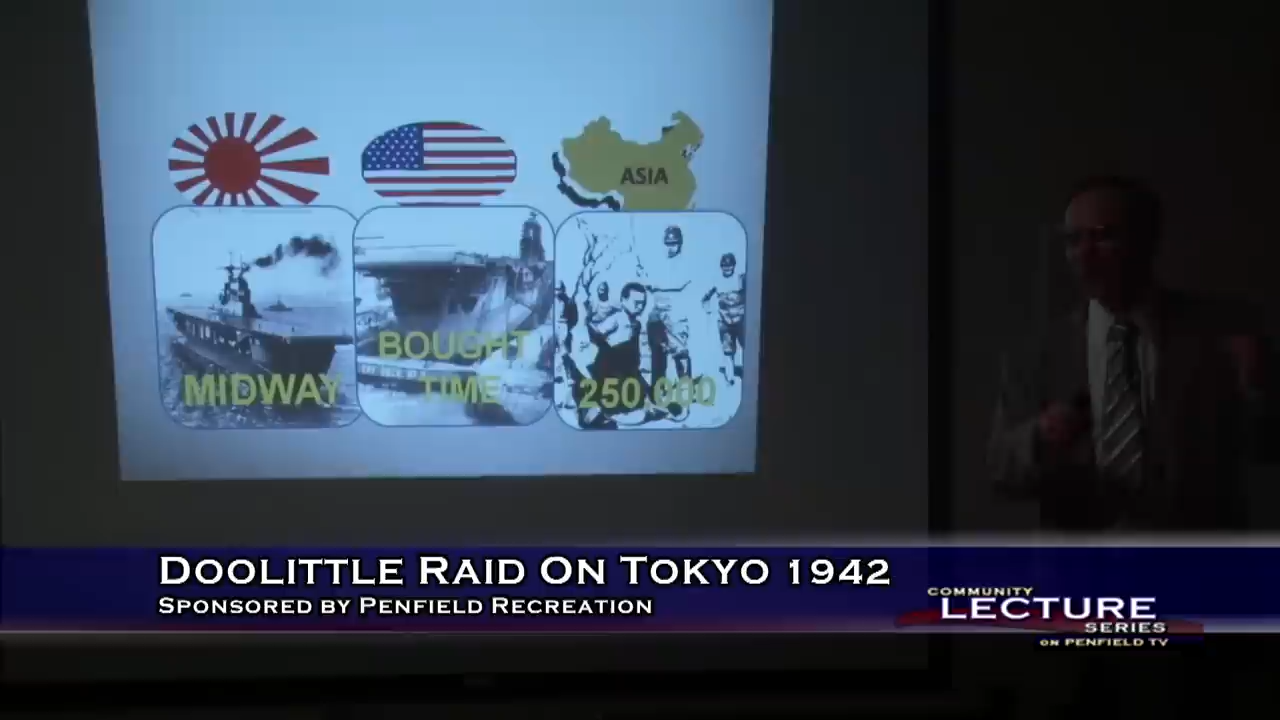 ASIA
MIDWAY
BOUGHT
TIME
250,000
DOOLITTLE RAID ON TOKYO 1942
SPONSORED BY PENFIELD RECREATION
COMMUNITY
LECTURE
SERIES
ON PENFIELD TV